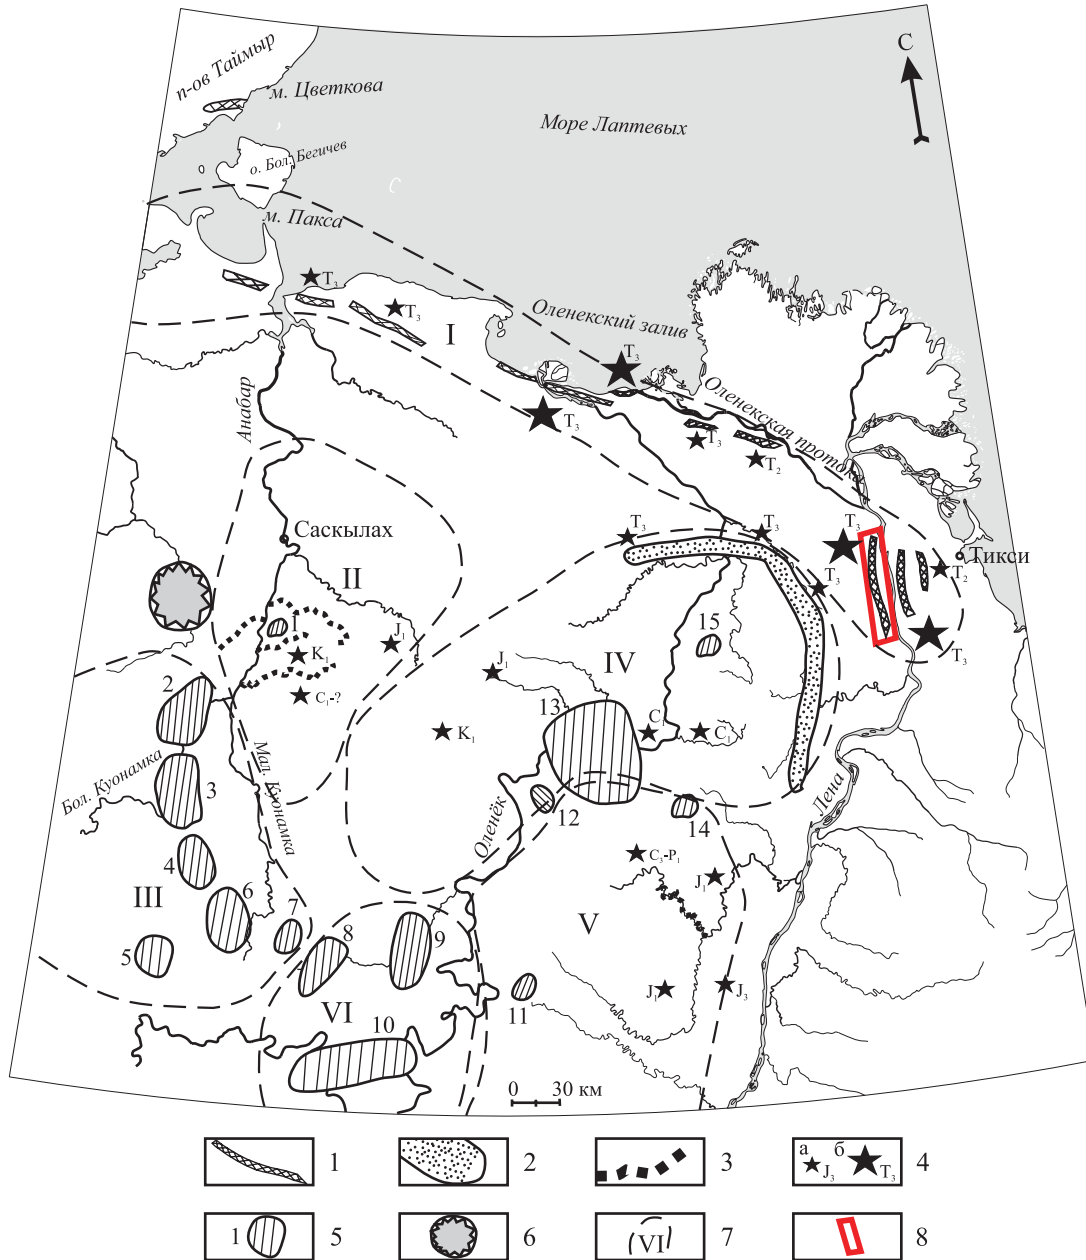 С
п-ов Таймыр
м. Цветкова
Море Лаптевых
о. Бол. Бегичев
м. Пакса
T₃
T₃
I
Оленекский залив
T₃
T₃
Оленекская протока
T₃
T₂
Анабар
Саскылах
II
T₃
T₃
T₃
T₃
Тикси
T₂
T₃
1
J₁
K₁
C₁-?
15
IV
J₁
2
13
K₁
C₁
C₁
Бол. Куонамка
Мал. Куонамка
3
Оленёк
12
14
Лена
4
C₃-P₁
J₁
III
6
7
8
9
V
5
J₁
J₃
VI
10
11
0 30 км
1
2
3
а
J₃
б
T₃
4
1
5
6
VI
7
8